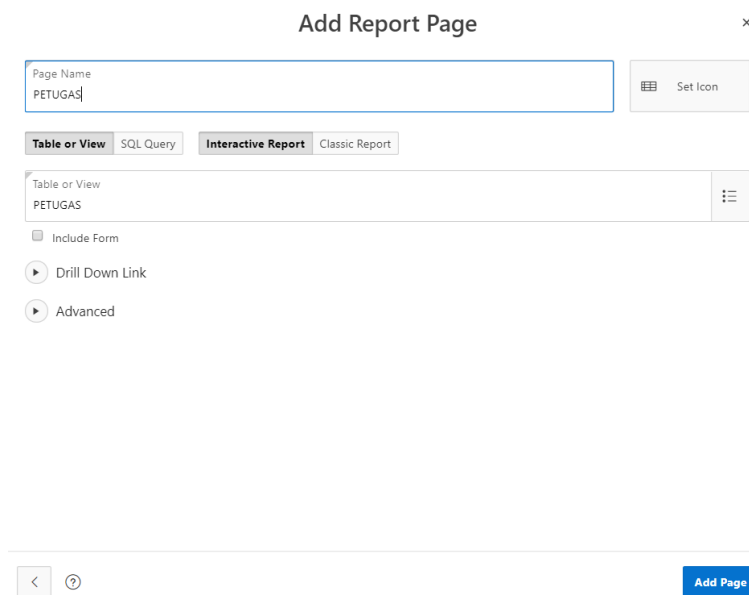 Add Report Page
Page Name
PETUGAS
Set Icon
Table or View SQL Query Interactive Report Classic Report
Table or View
PETUGAS
Include Form
Drill Down Link
Advanced
Add Page